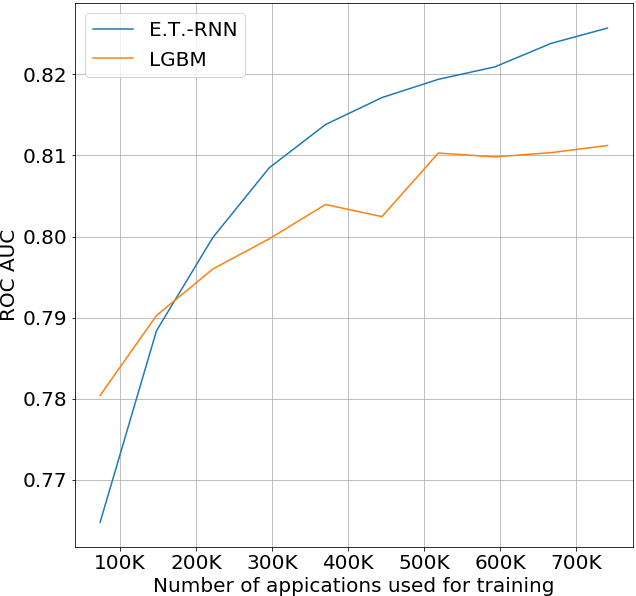 E.T.-RNN
LGBM
0.82
0.81
0.80
0.79
0.78
0.77
ROC AUC
100K 200K 300K 400K 500K 600K 700K
Number of appications used for training